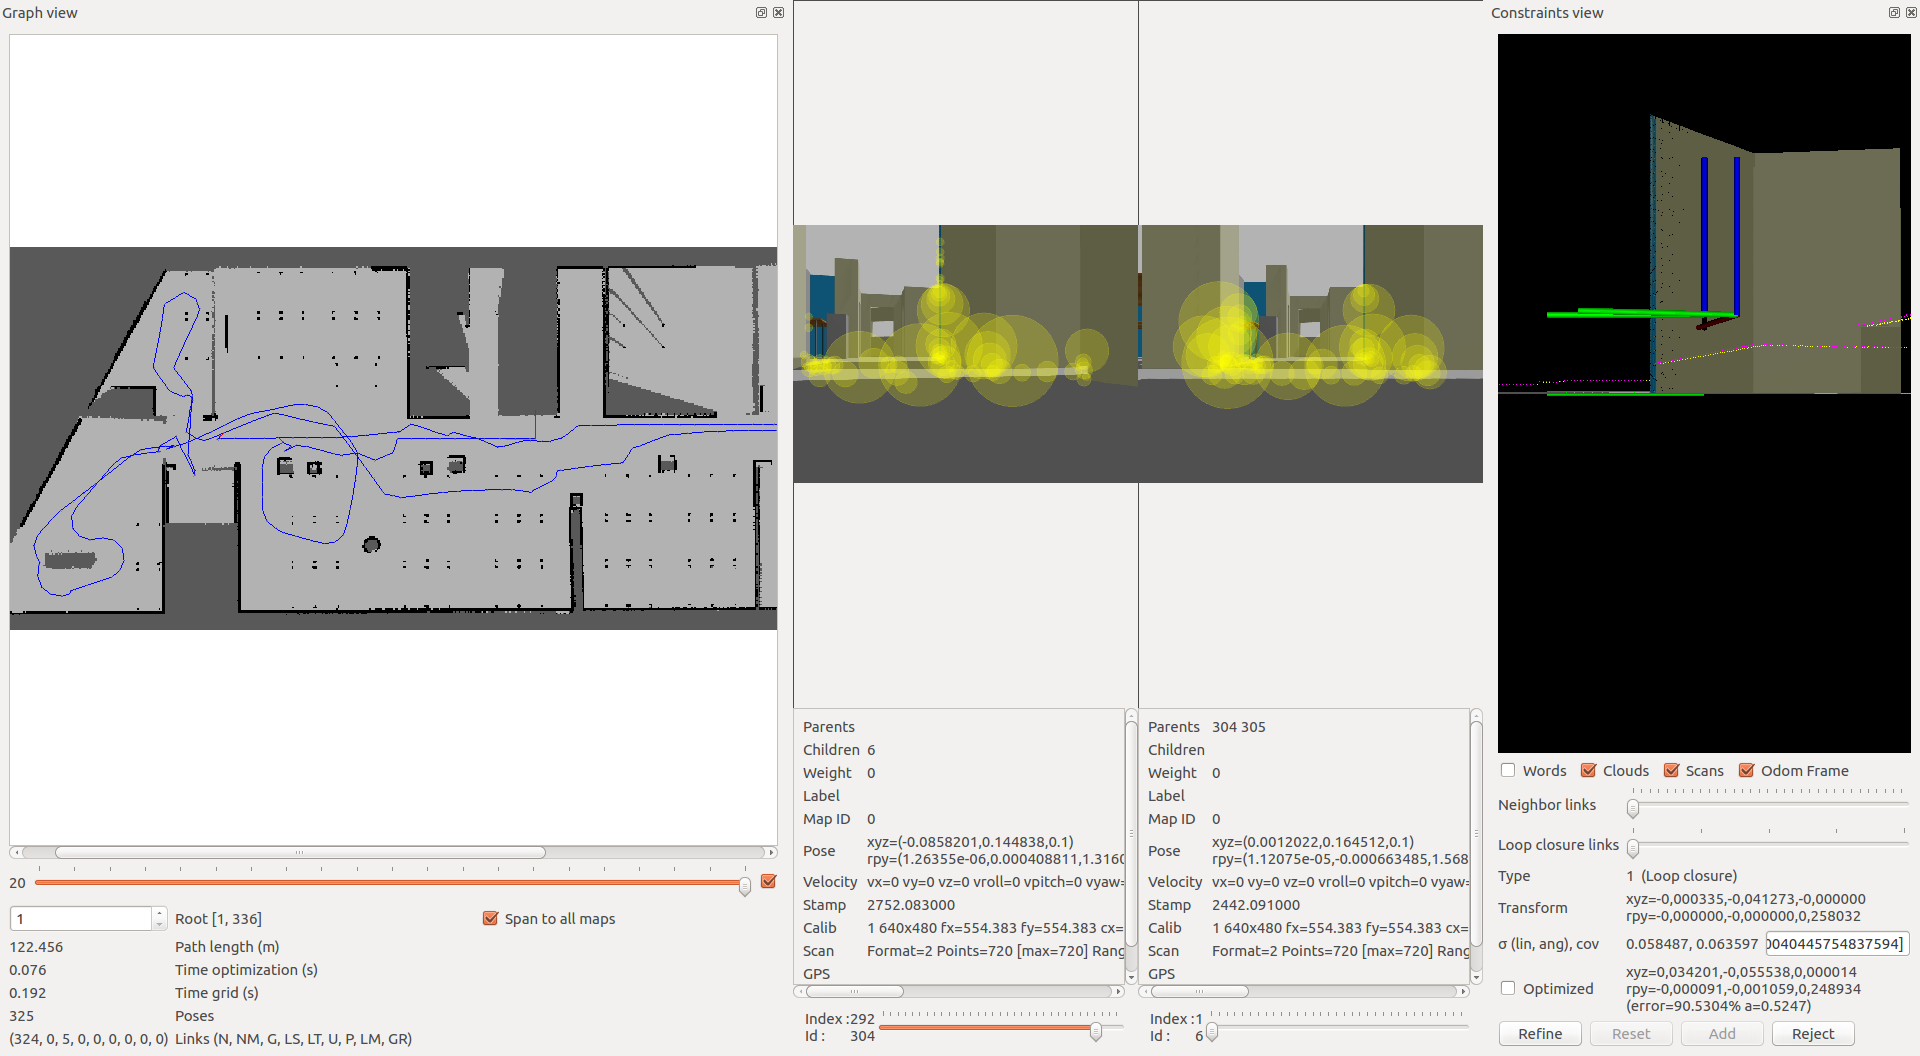 Graph view
20
1
Root [1, 336]
Span to all maps
122.456 Path length (m)
0.076 Time optimization (s)
0.192 Time grid (s)
325 Poses
(324, 0, 5, 0, 0, 0, 0, 0, 0) Links (N, NM, G, LS, LT, U, P, LM, GR)
Parents
Children 6
Weight 0
Label
Map ID 0
Pose xyz=(-0.0858201,0.144838,0.1)
rpy=(1.26355e-06,0.000408811,1.3160
Velocity vx=0 vy=0 vz=0 vroll=0 vpitch=0 vyaw=
Stamp 2752.083000
Calib 1 640x480 fx=554.383 fy=554.383 cx=
Scan Format=2 Points=720 [max=720] Rang
GPS
Index :292
Id : 304
Parents 304 305
Children
Weight 0
Label
Map ID 0
Pose xyz=(0.0012022,0.164512,0.1)
rpy=(1.12075e-05,-0.000663485,1.568
Velocity vx=0 vy=0 vz=0 vroll=0 vpitch=0 vyaw=
Stamp 2442.091000
Calib 1 640x480 fx=554.383 fy=554.383 cx=
Scan Format=2 Points=720 [max=720] Rang
GPS
Index :1
Id : 6
Constraints view
Words Clouds Scans Odom Frame
Neighbor links
Loop closure links
Type 1 (Loop closure)
Transform xyz=-0,000335,-0,041273,-0,000000
rpy=-0,000000,-0,000000,0,258032
σ (lin, ang), cov 0.058487, 0.063597 0040445754837594]
Optimized xyz=0,034201,-0,055538,0,000014
rpy=-0,000091,-0,001059,0,248934
(error=90.5304% a=0.5247)
Refine Reset Add Reject